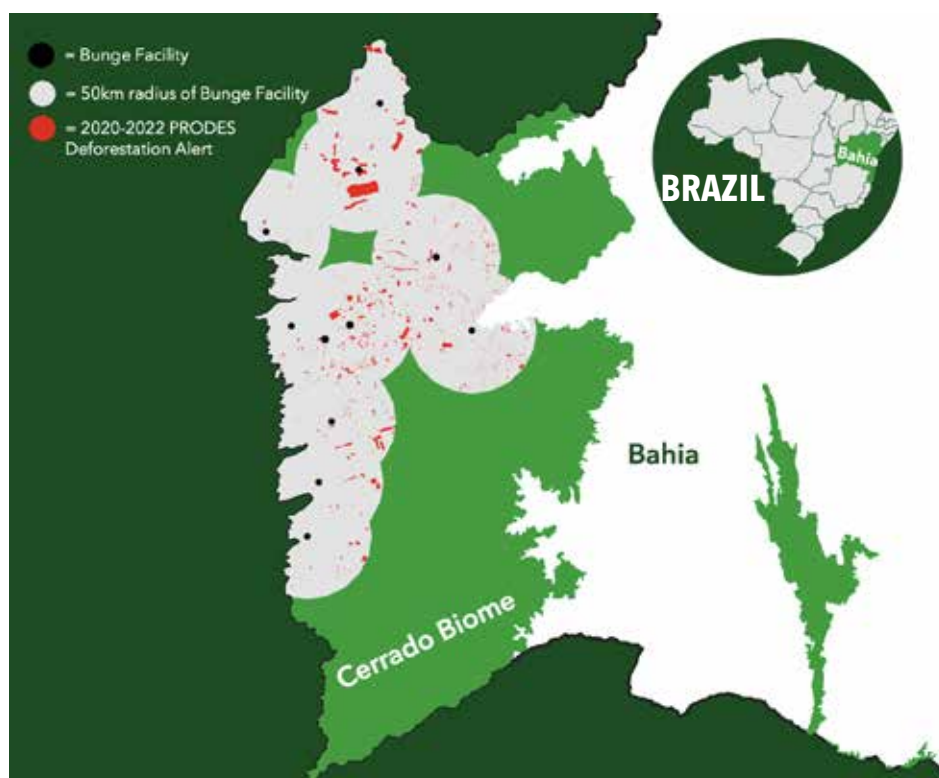 = Bunge Facility
= 50km radius of Bunge Facility
= 2020-2022 PRODES
Deforestation Alert
Bahia
BRAZIL
Bahia
Cerrado Biome